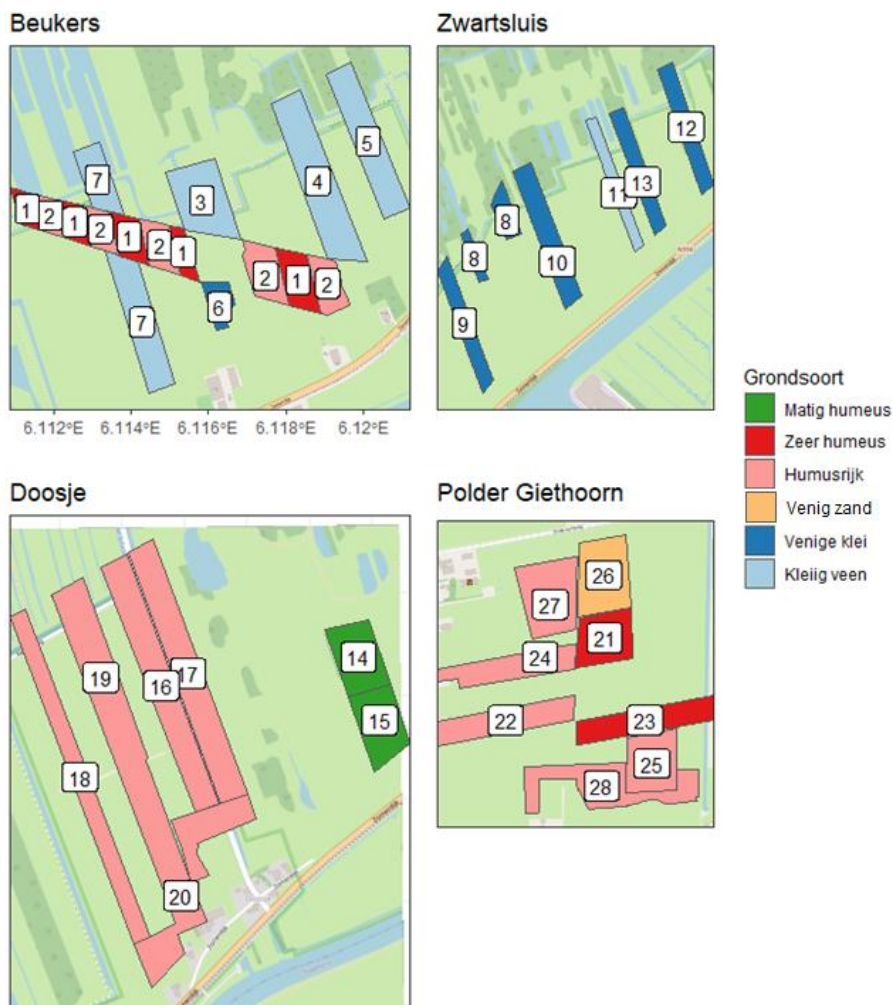 Beukers
Zwartsluis
5
7
4
3
1 2 1 2 1 2 1
2 1 2
6
7
6.112°E 6.114°E 6.116°E 6.118°E 6.12°E
12
13
11
8
8
10
9
Grondsoort
Matig humeus
Zeer humeus
Humusrijk
Venig zand
Venige klei
Kleiig veen
Doosje
Polder Giethoorn
14
15
17
16
19
18
20
26
27
21
24
22
23
25
28